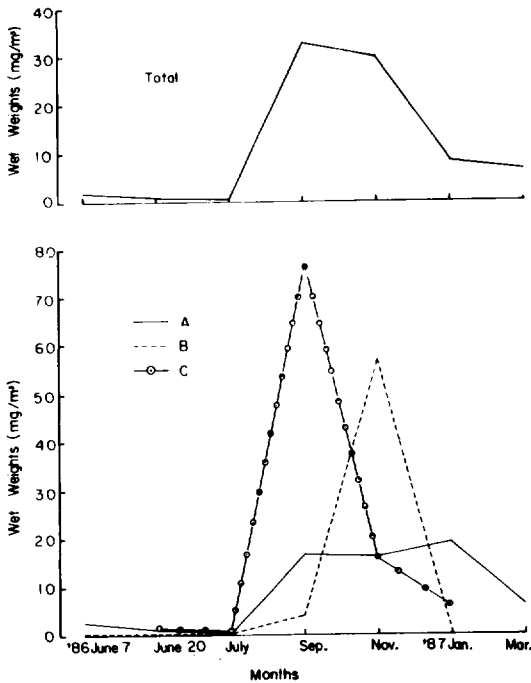 Wet Weights (mg/m³)
40
30
20
10
0
Total
Wet Weights (mg/m³)
80
70
60
50
40
30
20
10
0
A
B
C
'86 June 7 June 20 July Sep. Nov. '87 Jan. Mar.
Months